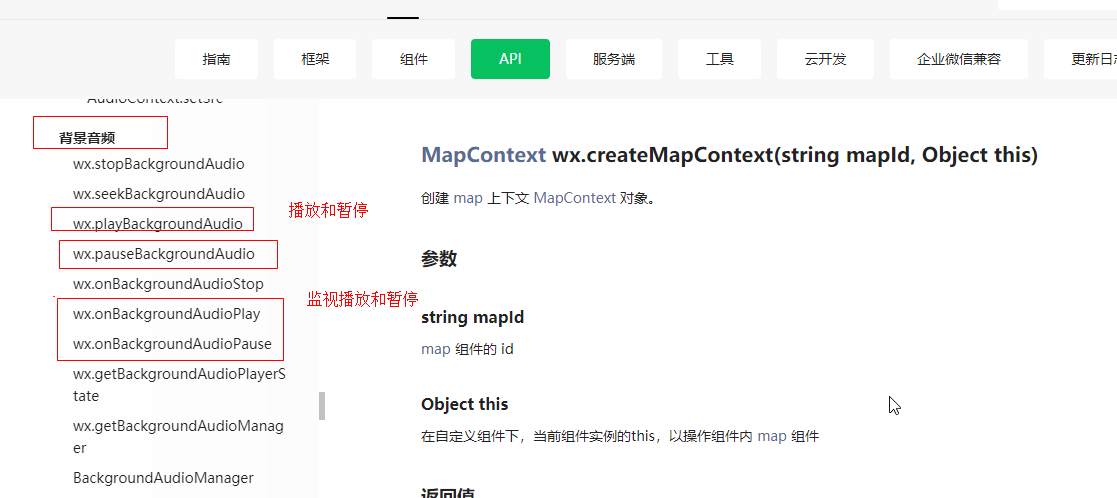 指南
框架
组件
API
服务端
工具
云开发
企业微信兼容
更新日志
AudioContext.setSrc
背景音频
wx.stopBackgroundAudio
wx.seekBackgroundAudio
wx.playBackgroundAudio
wx.pauseBackgroundAudio
wx.onBackgroundAudioStop
wx.onBackgroundAudioPlay
wx.onBackgroundAudioPause
wx.getBackgroundAudioPlayerS
tate
wx.getBackgroundAudioManag
er
BackgroundAudioManager
播放和暂停
监视播放和暂停
MapContext wx.createMapContext(string mapId, Object this)
创建 map 上下文 MapContext 对象。
参数
string mapId
map 组件的 id
Object this
在自定义组件下，当前组件实例的this，以操作组件内 map 组件
返回值